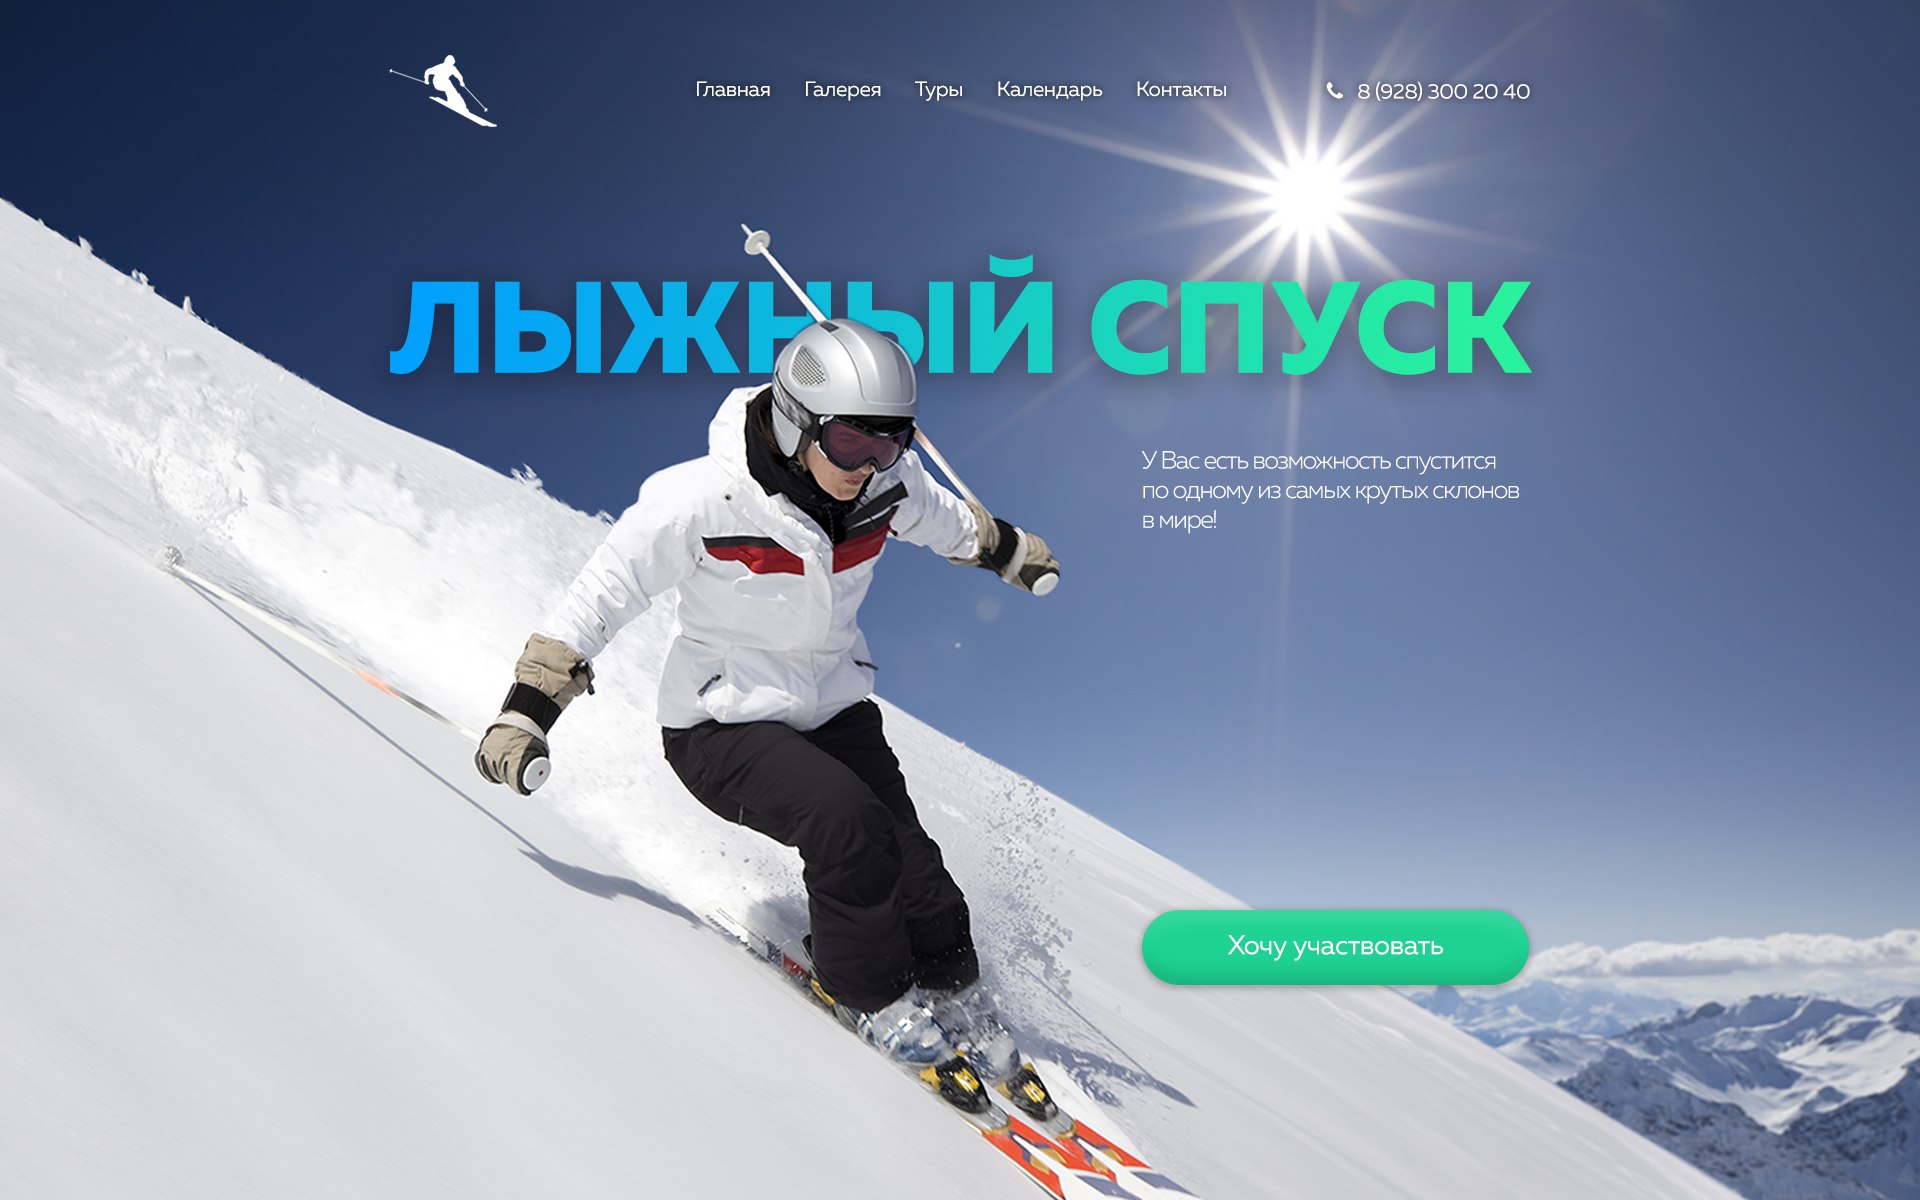 Главная Галерея Туры Календарь Контакты 8 (928) 300 20 40
ЛЫЖНЫЙ СПУСК
У Вас есть возможность спустится
по одному из самых крутых склонов
в мире!
Хочу участвовать